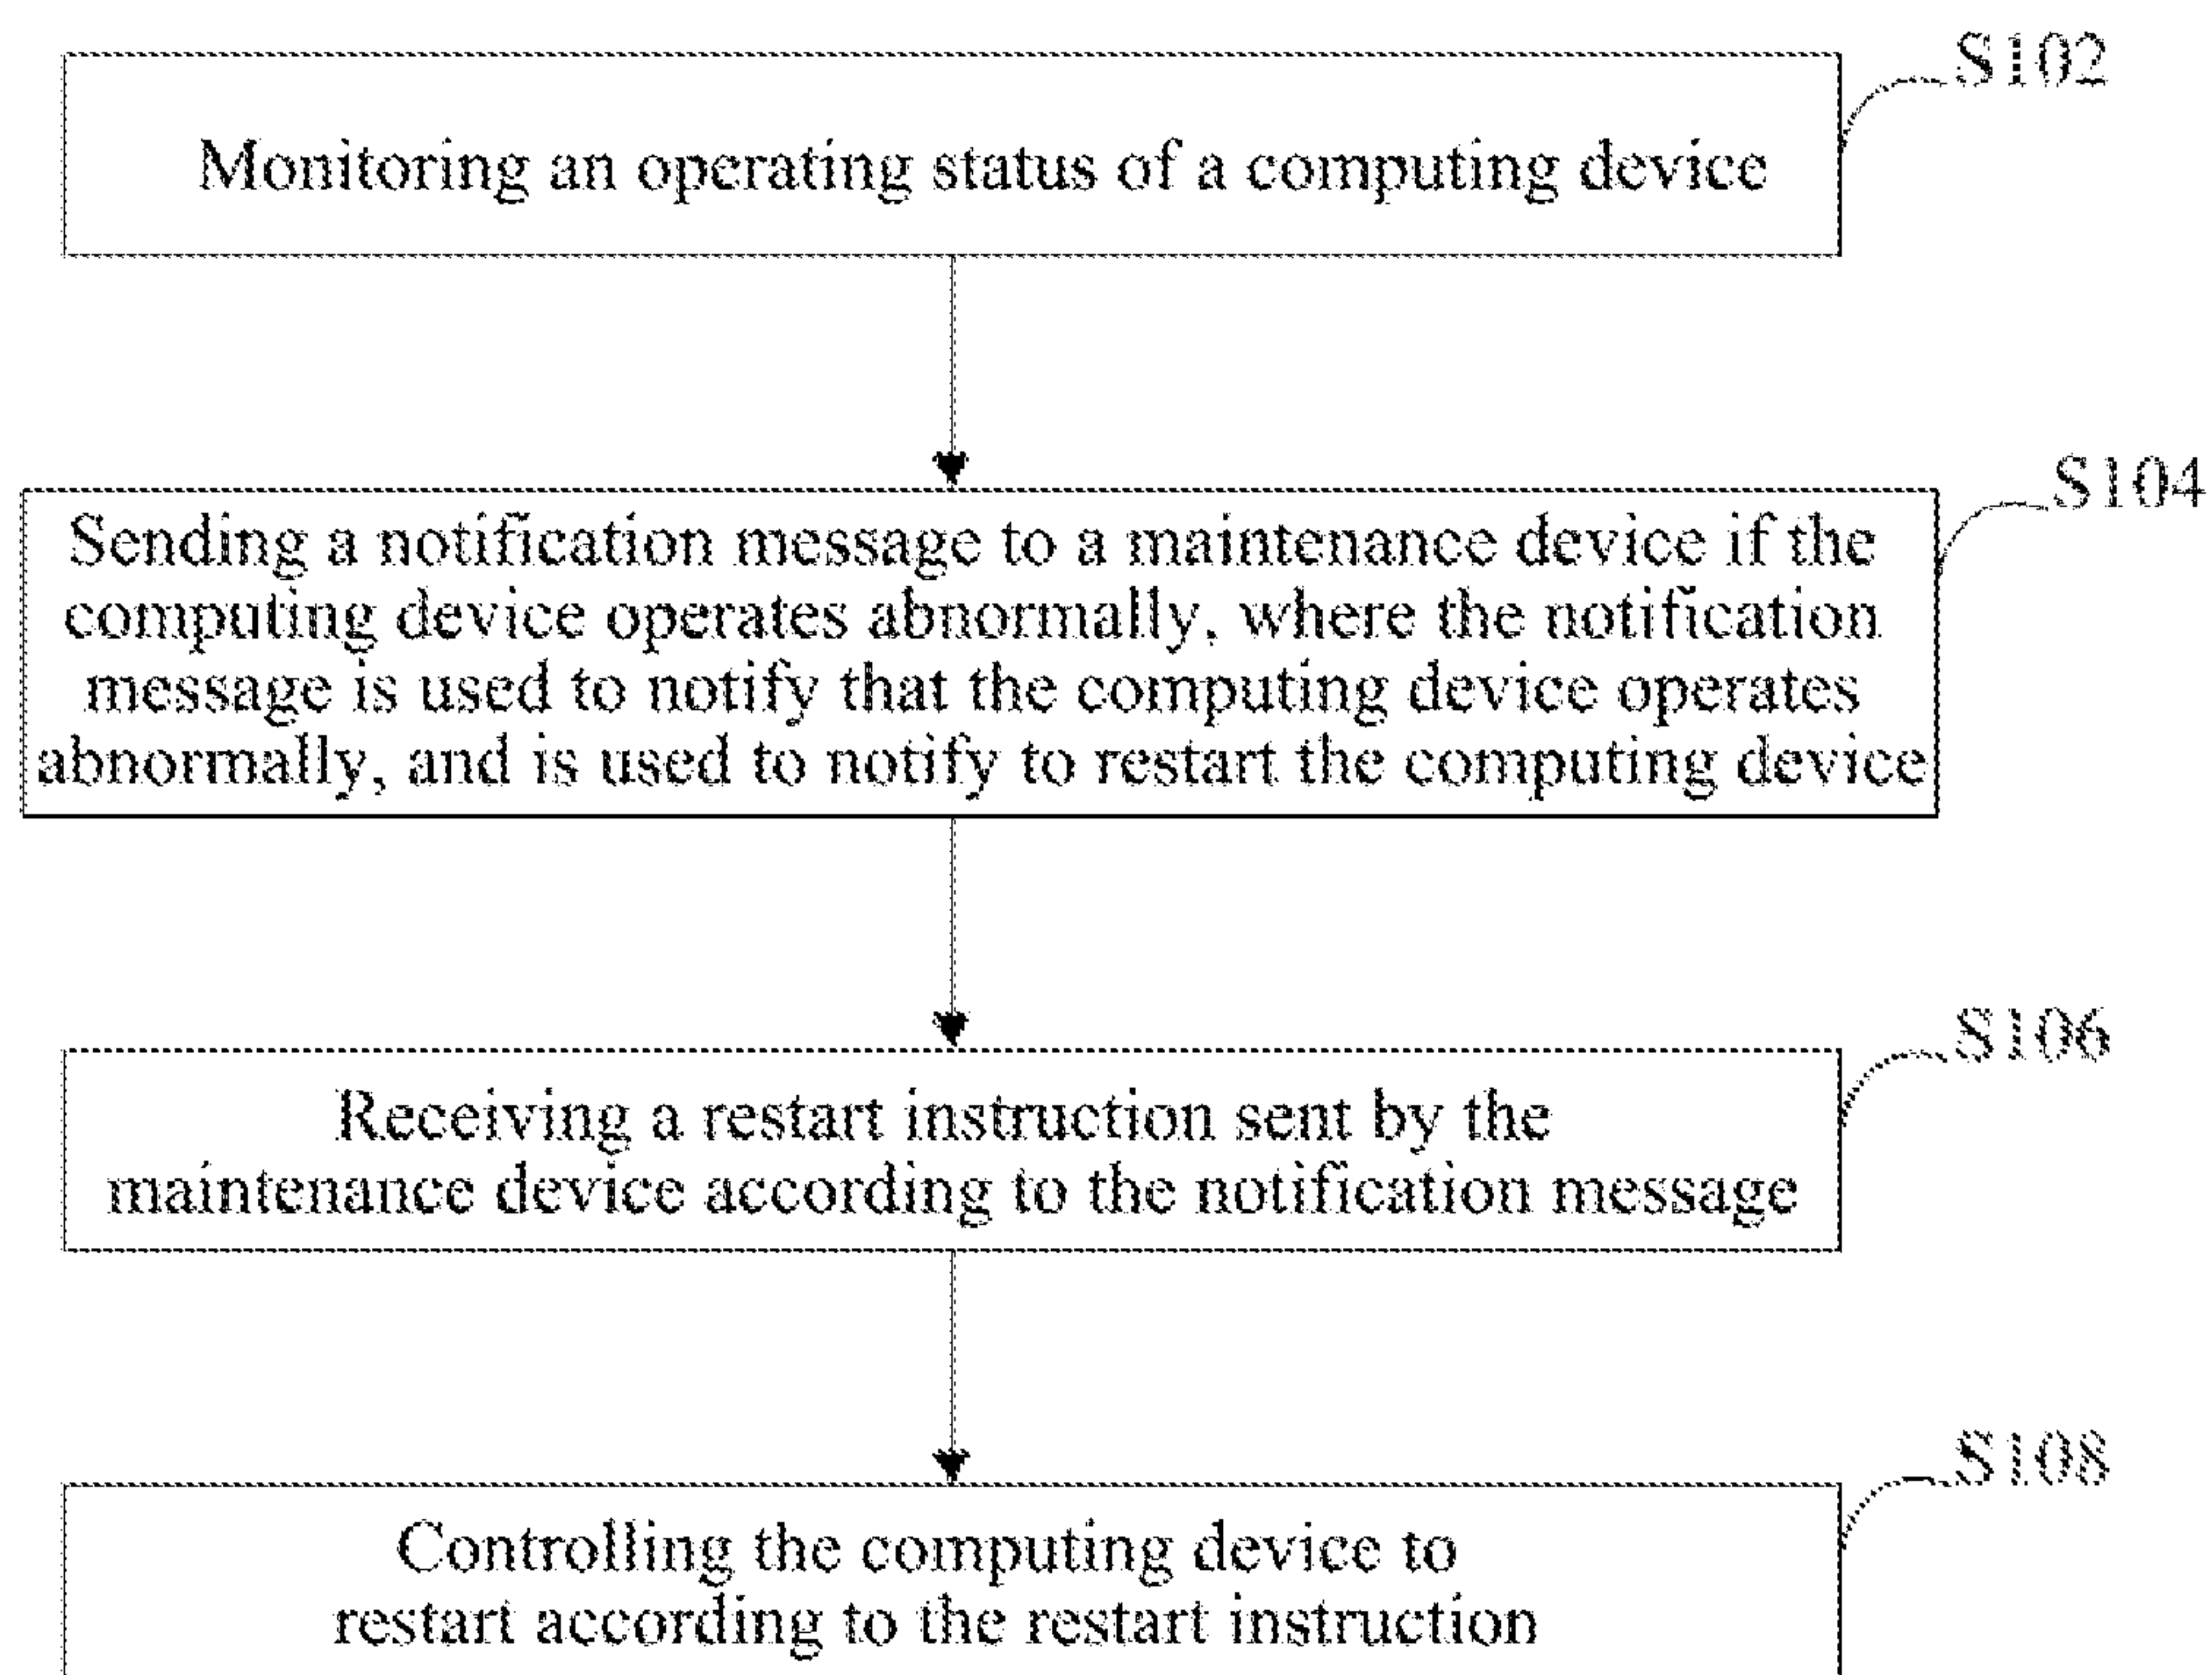 S102
Monitoring an operating status of a computing device
S104
Sending a notification message to a maintenance device if the
computing device operates abnormally, where the notification
message is used to notify that the computing device operates
abnormally, and is used to notify to restart the computing device
S106
Receiving a restart instruction sent by the
maintenance device according to the notification message
S108
Controlling the computing device to
restart according to the restart instruction